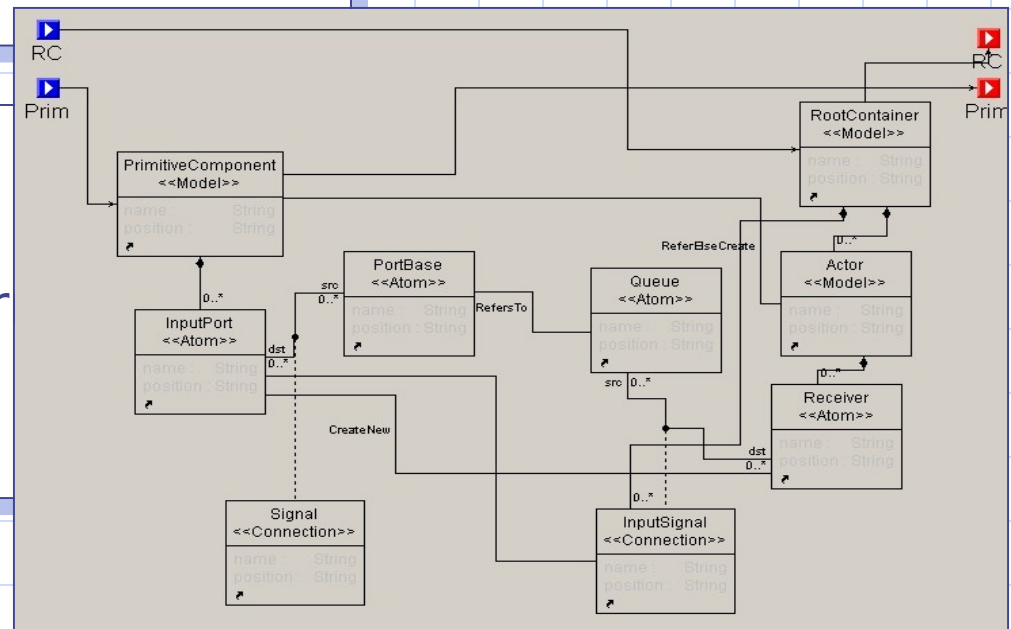 RC
Prim
RC
Prim
RootContainer
<<Model>>
name : String
position : String
PrimitiveComponent
<<Model>>
name : String
position : String
ReferElseCreate
0..*
PortBase
<<Atom>>
name : String
position : String
src
0..*
RefersTo
Queue
<<Atom>>
name : String
position : String
src 0..*
Actor
<<Model>>
name : String
position : String
0..*
0..*
InputPort
<<Atom>>
name : String
position : String
dst
0..*
Receiver
<<Atom>>
name : String
position : String
CreateNew
dst
0..*
0..*
Signal
<<Connection>>
name : String
position : String
InputSignal
<<Connection>>
name : String
position : String